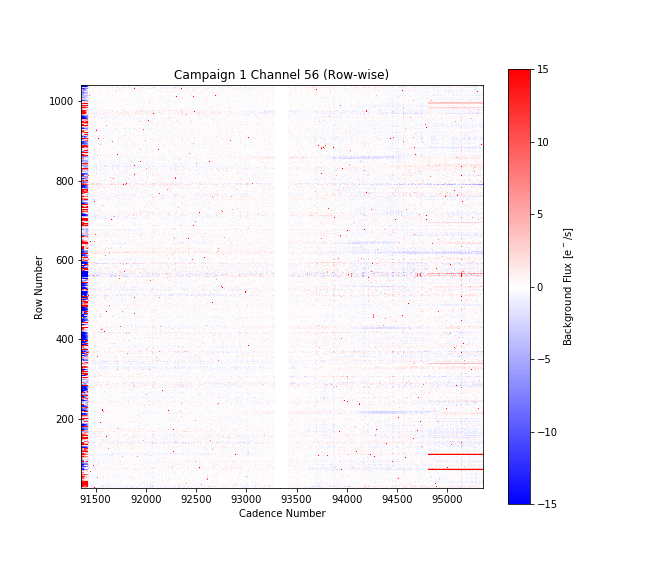 Campaign 1 Channel 56 (Row-wise)
1000
800
600
400
200
Row Number
91500 92000 92500 93000 93500 94000 94500 95000
Cadence Number
15
10
5
0
−5
−10
−15
Background Flux [e⁻/s]